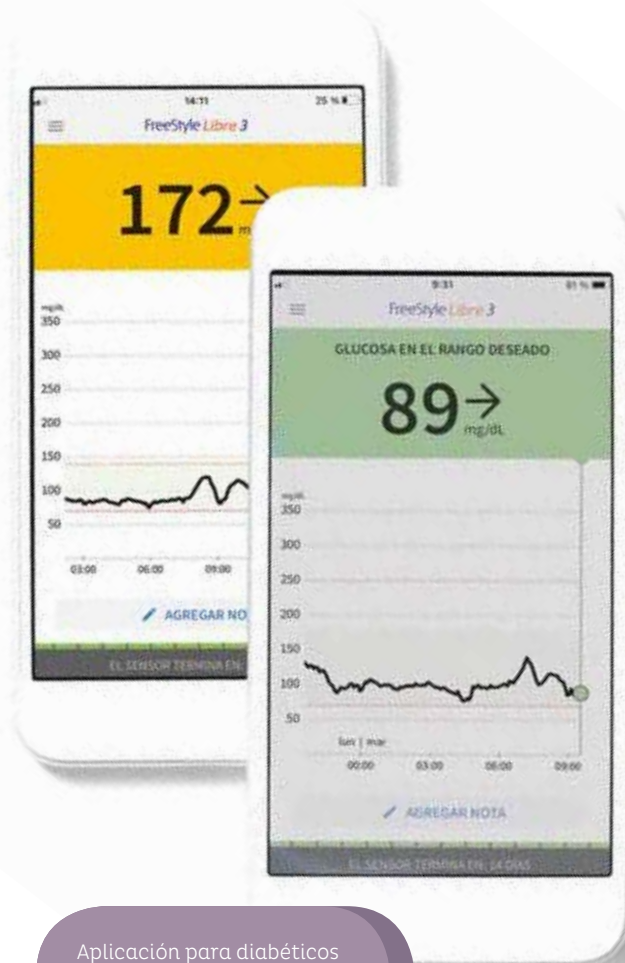 14:11 25 %
FreeStyle Libre 3
172
mg/dL
350
300
250
200
150
100
50
03:00 06:00 09:00
AGREGAR NO
EL SENSOR TERMINA EN:
9:31 81 %
FreeStyle Libre 3
GLUCOSA EN EL RANGO DESEADO
89
mg/dL
mg/dL
350
300
250
200
150
100
50
lun | mar
00:00 03:00 06:00 09:00
AGREGAR NOTA
EL SENSOR TERMINA EN: 14 DÍAS
Aplicación para diabéticos